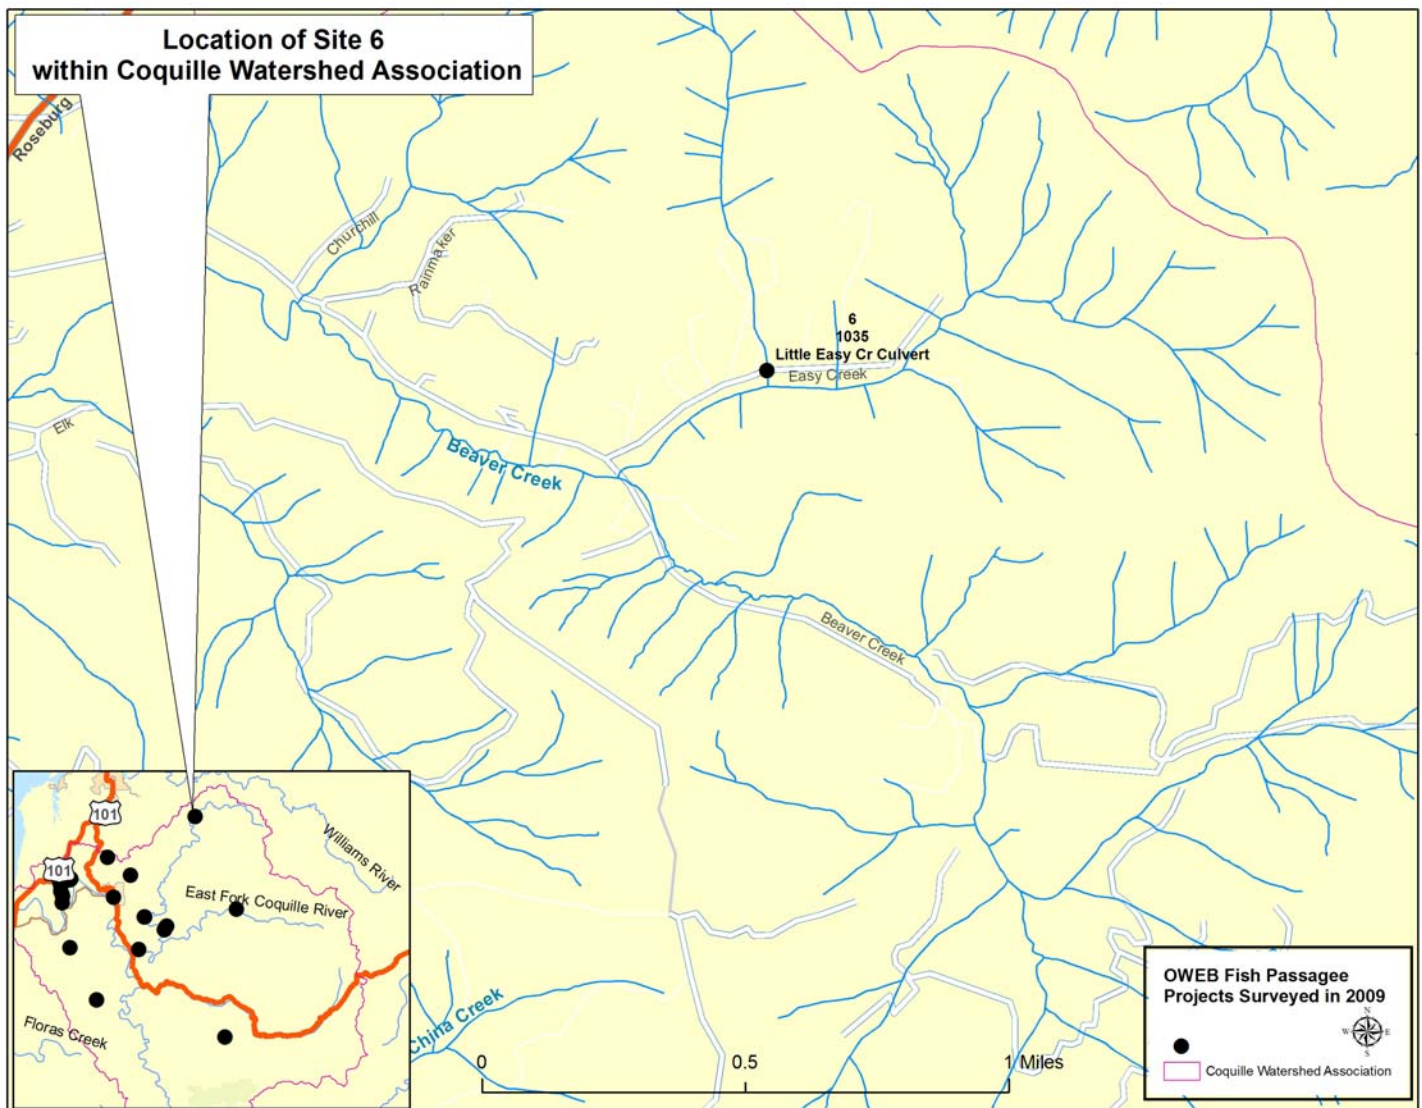 Location of Site 6
within Coquille Watershed Association
Roseburg
Churchill
Rainmaker
6
1035
Little Easy Cr Culvert
Easy Creek
Elk
Beaver Creek
Beaver Creek
101
101
Williams River
East Fork Coquille River
Floras Creek
China Creek
0
0.5
1 Miles
OWEB Fish Passagee
Projects Surveyed in 2009
N
W
E
S
Coquille Watershed Association